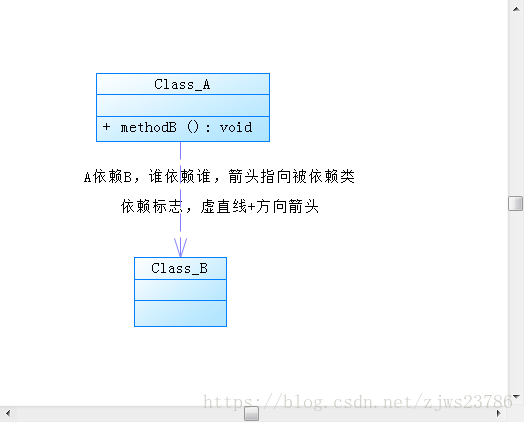 Class_A
+ methodB (): void
A依赖B，谁依赖谁，箭头指向被依赖类
依赖标志，虚直线+方向箭头
Class_B
https://blog.csdn.net/zjws23786